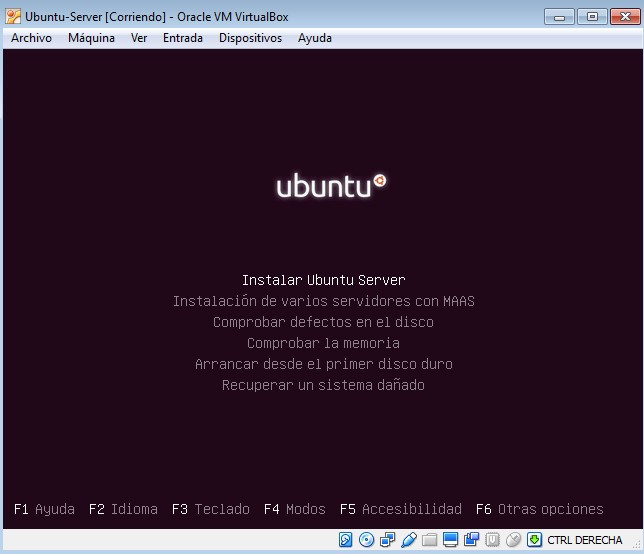 Ubuntu-Server [Corriendo] - Oracle VM VirtualBox
Archivo Máquina Ver Entrada Dispositivos Ayuda
ubuntu
Instalar Ubuntu Server
Instalación de varios servidores con MAAS
Comprobar defectos en el disco
Comprobar la memoria
Arrancar desde el primer disco duro
Recuperar un sistema dañado
F1 Ayuda F2 Idioma F3 Teclado F4 Modos F5 Accesibilidad F6 Otras opciones
CTRL DERECHA